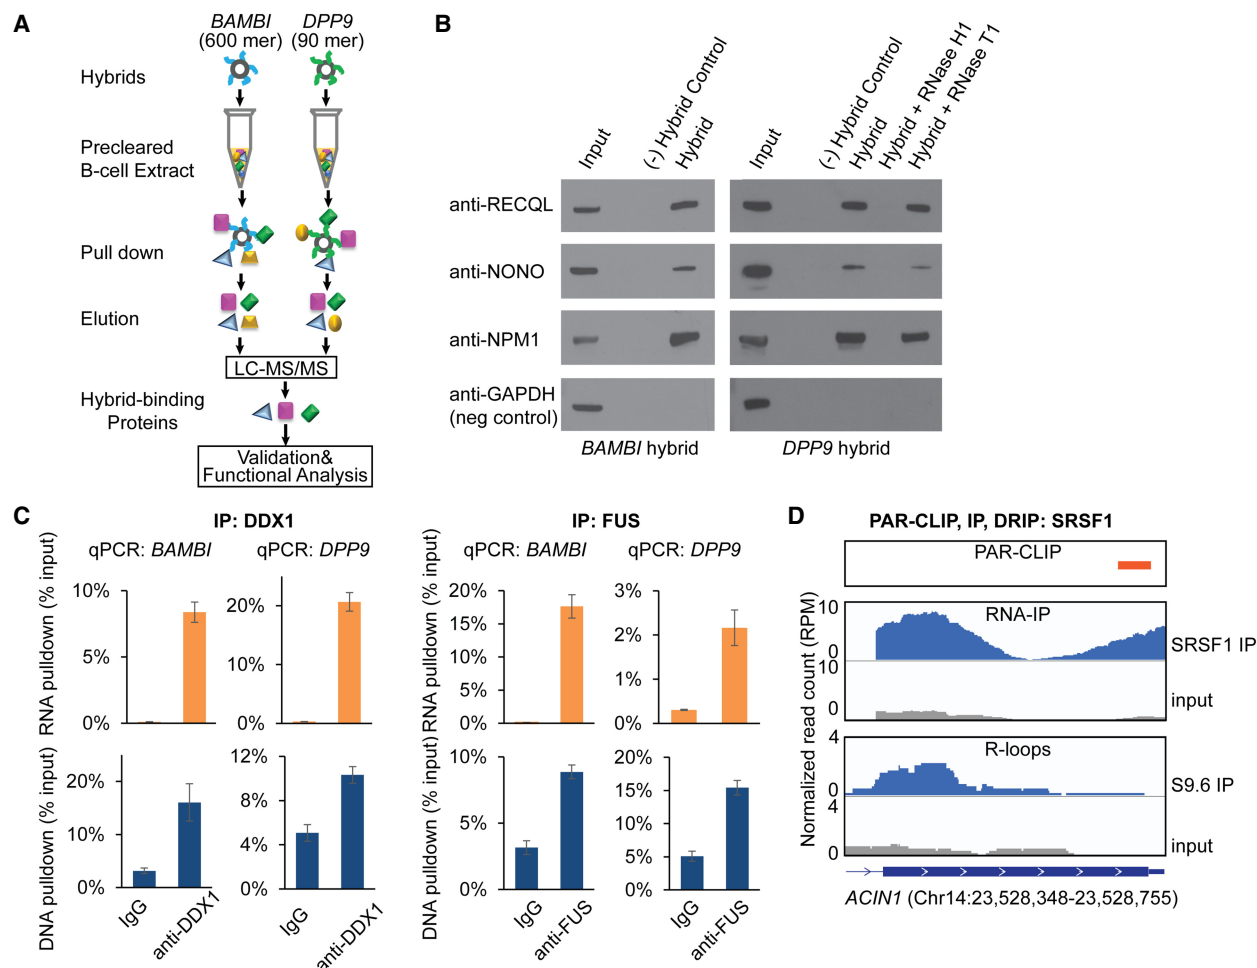 A
BAMBI
(600 mer)
DPP9
(90 mer)
Hybrids
Precleared
B-cell Extract
Pull down
Elution
LC-MS/MS
Hybrid-binding
Proteins
Validation&
Functional Analysis
B
Input
(-) Hybrid Control
Hybrid
Input
(-) Hybrid Control
Hybrid
Hybrid + RNase H1
Hybrid + RNase T1
anti-RECQL
anti-NONO
anti-NPM1
anti-GAPDH
(neg control)
BAMBI hybrid
DPP9 hybrid
C
IP: DDX1
qPCR: BAMBI
qPCR: DPP9
RNA pulldown (% input)
10%
5%
0%
20%
10%
0%
DNA pulldown (% input)
20%
10%
0%
12%
8%
4%
0%
IgG
anti-DDX1
IgG
anti-DDX1
IP: FUS
qPCR: BAMBI
qPCR: DPP9
RNA pulldown (% input)
20%
15%
10%
5%
0%
3%
2%
1%
0%
DNA pulldown (% input)
10%
5%
0%
20%
15%
10%
5%
0%
IgG
anti-FUS
IgG
anti-FUS
D
PAR-CLIP, IP, DRIP: SRSF1
PAR-CLIP
Normalized read count (RPM)
RNA-IP
10
0
SRSF1 IP
10
0
input
R-loops
4
0
S9.6 IP
4
0
input
ACIN1 (Chr14:23,528,348-23,528,755)